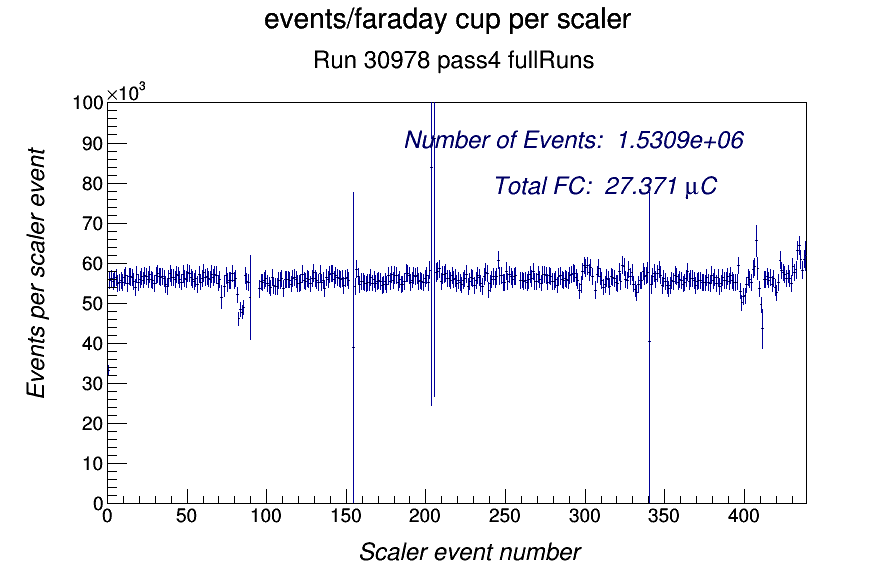 events/faraday cup per scaler
Run 30978 pass4 fullRuns
×10³
100
90
80
70
60
50
40
30
20
10
0
Events per scaler event
Number of Events: 1.5309e+06
Total FC: 27.371 μC
0 50 100 150 200 250 300 350 400
Scaler event number